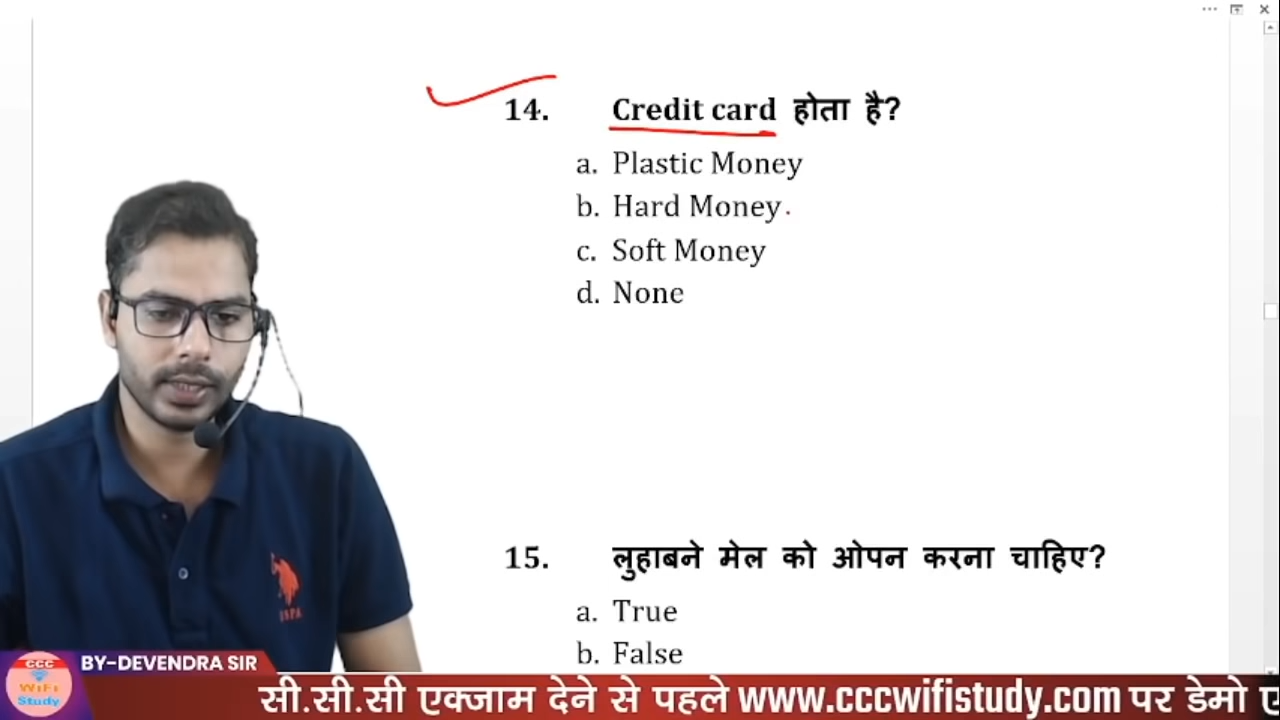 14. Credit card होता है?
a. Plastic Money
b. Hard Money.
c. Soft Money
d. None
15. लुहाबने मेल को ओपन करना चाहिए?
a. True
b. False
USPA
CCC
WiFi
Study
BY-DEVENDRA SIR
सी.सी.सी एक्जाम देने से पहले www.cccwifistudy.com पर डेमो ए